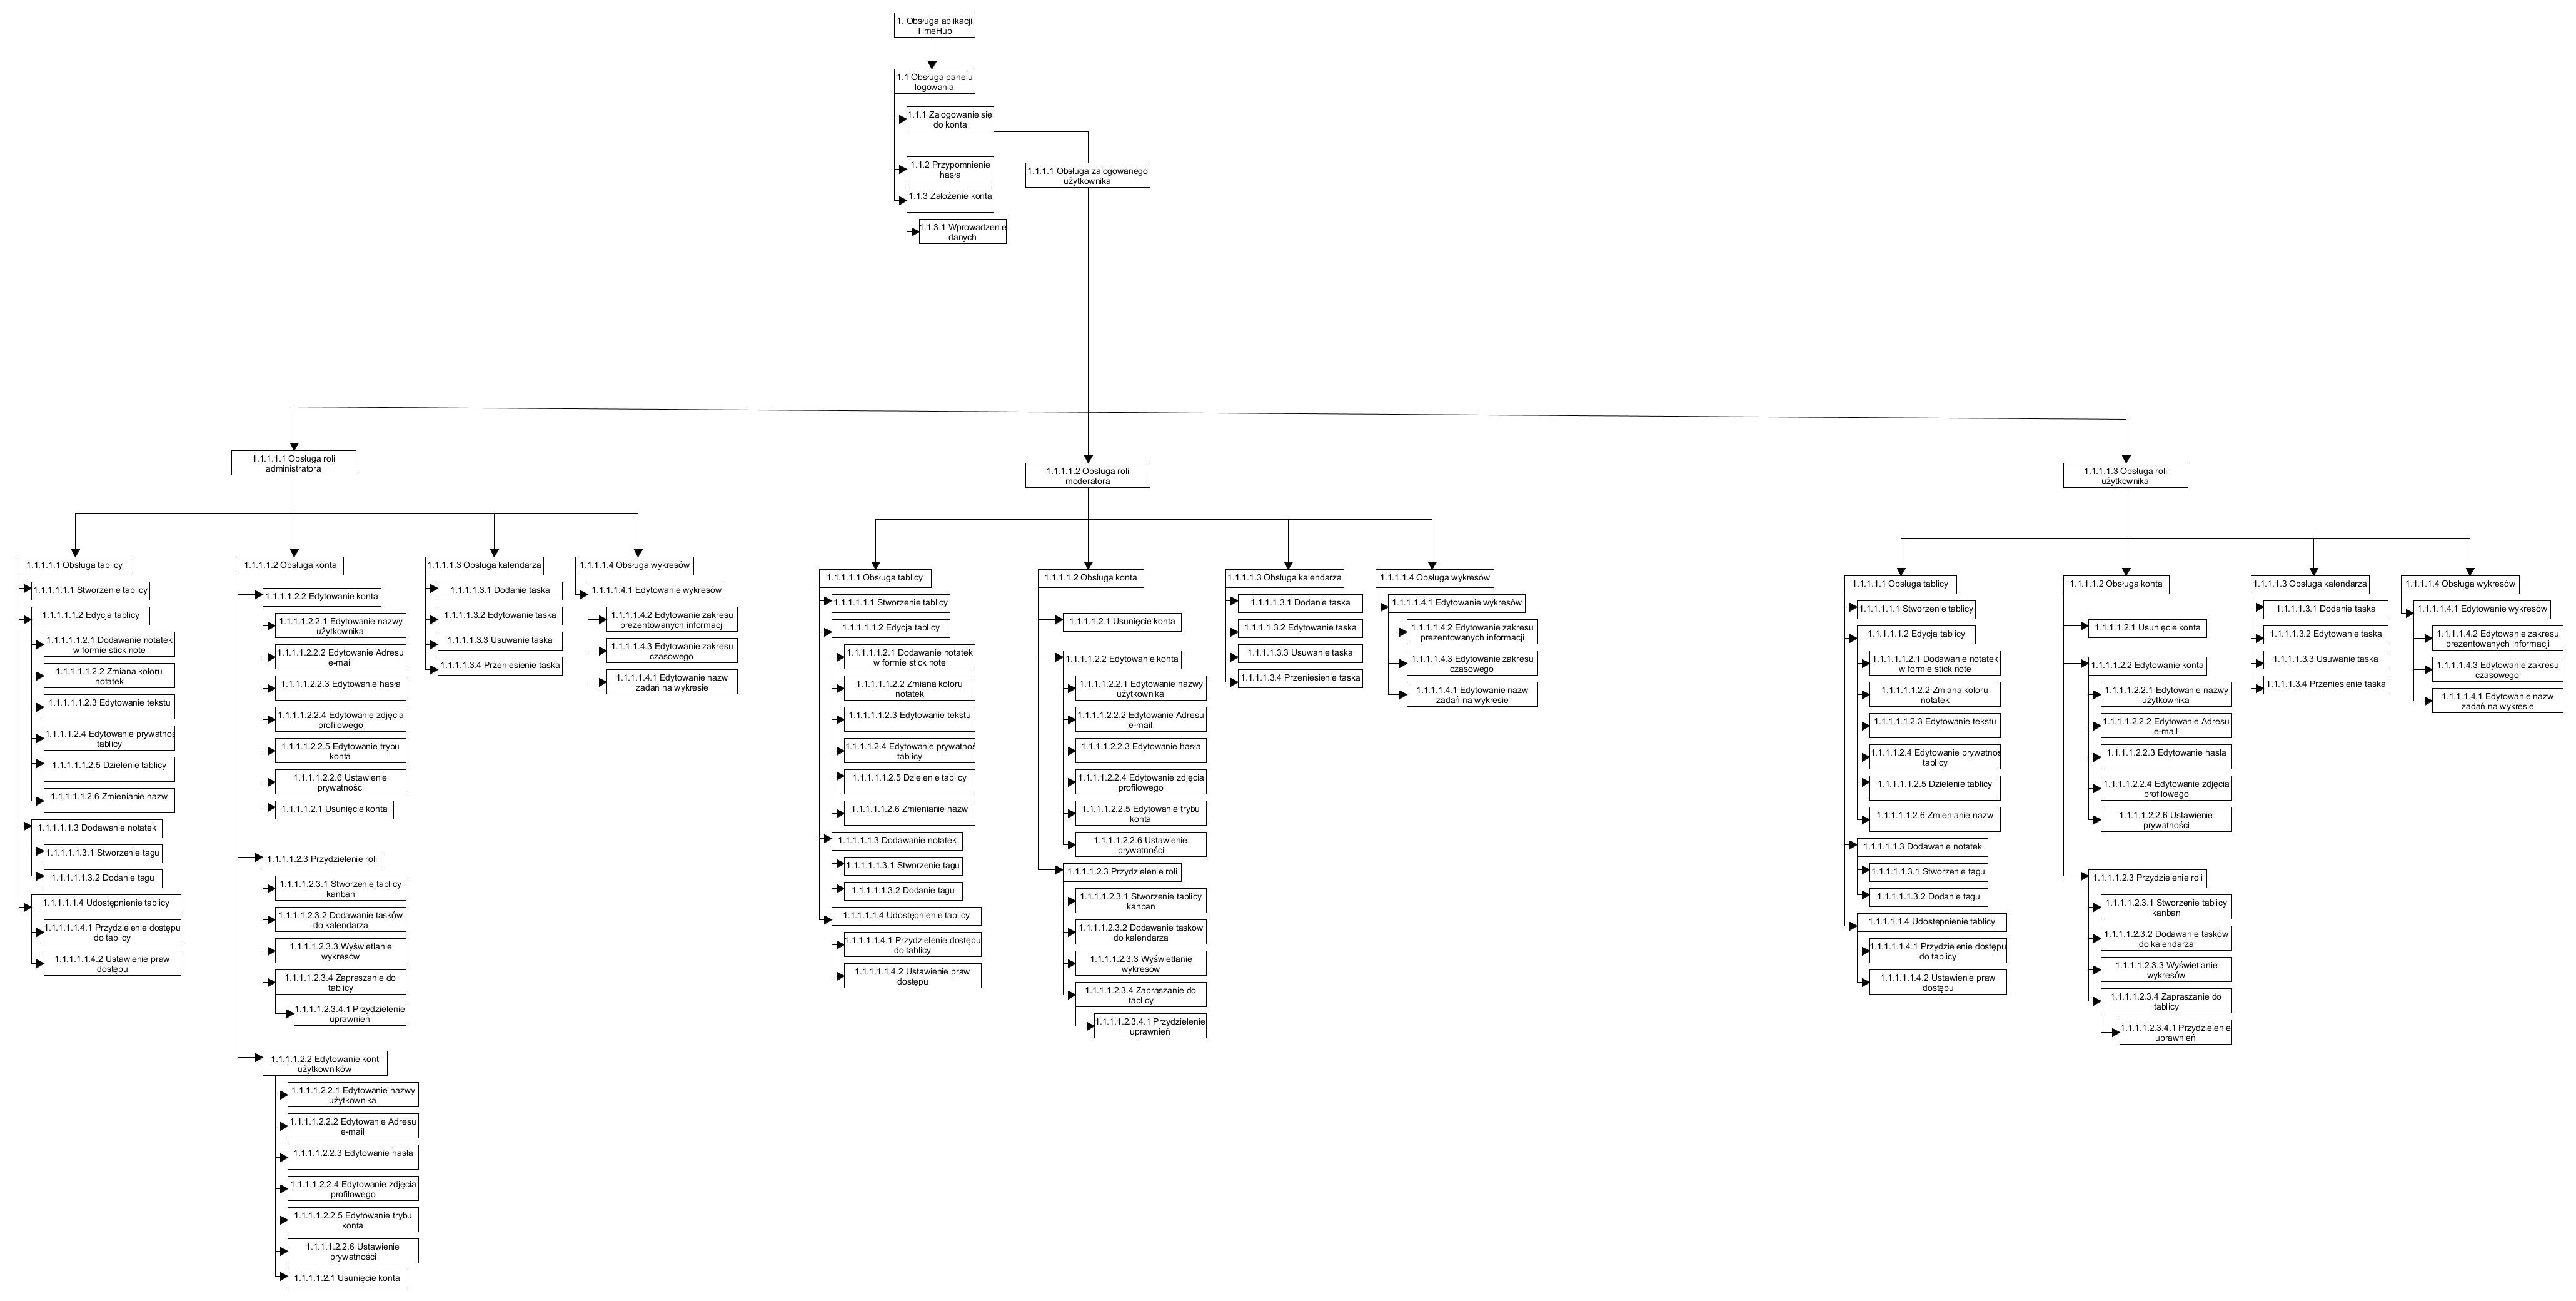 1. Obsługa aplikacji
TimeHub
1.1 Obsługa panelu
logowania
1.1.1 Zalogowanie się
do konta
1.1.2 Przypomnienie
hasła
1.1.3 Założenie konta
1.1.3.1 Wprowadzenie
danych
1.1.1.1 Obsługa zalogowanego
użytkownika
1.1.1.1.1 Obsługa roli
administratora
1.1.1.1.1 Obsługa tablicy
1.1.1.1.1.1 Stworzenie tablicy
1.1.1.1.1.2 Edycja tablicy
1.1.1.1.1.2.1 Dodawanie notatek
w formie stick note
1.1.1.1.1.2.2 Zmiana koloru
notatek
1.1.1.1.1.2.3 Edytowanie tekstu
1.1.1.1.2.4 Edytowanie prywatnoś
tablicy
1.1.1.1.1.2.5 Dzielenie tablicy
1.1.1.1.1.2.6 Zmienianie nazw
1.1.1.1.1.3 Dodawanie notatek
1.1.1.1.1.3.1 Stworzenie tagu
1.1.1.1.1.3.2 Dodanie tagu
1.1.1.1.1.4 Udostępnienie tablicy
1.1.1.1.1.4.1 Przydzielenie dostępu
do tablicy
1.1.1.1.1.4.2 Ustawienie praw
dostępu
1.1.1.1.2 Obsługa konta
1.1.1.1.2.2 Edytowanie konta
1.1.1.1.2.2.1 Edytowanie nazwy
użytkownika
1.1.1.1.2.2.2 Edytowanie Adresu
e-mail
1.1.1.1.2.2.3 Edytowanie hasła
1.1.1.1.2.2.4 Edytowanie zdjęcia
profilowego
1.1.1.1.2.2.5 Edytowanie trybu
konta
1.1.1.1.2.2.6 Ustawienie
prywatności
1.1.1.1.2.1 Usunięcie konta
1.1.1.1.2.3 Przydzielenie roli
1.1.1.1.2.3.1 Stworzenie tablicy
kanban
1.1.1.1.2.3.2 Dodawanie tasków
do kalendarza
1.1.1.1.2.3.3 Wyświetlanie
wykresów
1.1.1.1.2.3.4 Zapraszanie do
tablicy
1.1.1.1.2.3.4.1 Przydzielenie
uprawnień
1.1.1.1.2.2 Edytowanie kont
użytkowników
1.1.1.1.2.2.1 Edytowanie nazwy
użytkownika
1.1.1.1.2.2.2 Edytowanie Adresu
e-mail
1.1.1.1.2.2.3 Edytowanie hasła
1.1.1.1.2.2.4 Edytowanie zdjęcia
profilowego
1.1.1.1.2.2.5 Edytowanie trybu
konta
1.1.1.1.2.2.6 Ustawienie
prywatności
1.1.1.1.2.1 Usunięcie konta
1.1.1.1.3 Obsługa kalendarza
1.1.1.1.3.1 Dodanie taska
1.1.1.1.3.2 Edytowanie taska
1.1.1.1.3.3 Usuwanie taska
1.1.1.1.3.4 Przeniesienie taska
1.1.1.1.4 Obsługa wykresów
1.1.1.1.4.1 Edytowanie wykresów
1.1.1.1.4.2 Edytowanie zakresu
prezentowanych informacji
1.1.1.1.4.3 Edytowanie zakresu
czasowego
1.1.1.1.4.1 Edytowanie nazw
zadań na wykresie
1.1.1.1.2 Obsługa roli
moderatora
1.1.1.1.1 Obsługa tablicy
1.1.1.1.1.1 Stworzenie tablicy
1.1.1.1.1.2 Edycja tablicy
1.1.1.1.1.2.1 Dodawanie notatek
w formie stick note
1.1.1.1.1.2.2 Zmiana koloru
notatek
1.1.1.1.1.2.3 Edytowanie tekstu
1.1.1.1.2.4 Edytowanie prywatnoś
tablicy
1.1.1.1.1.2.5 Dzielenie tablicy
1.1.1.1.1.2.6 Zmienianie nazw
1.1.1.1.1.3 Dodawanie notatek
1.1.1.1.1.3.1 Stworzenie tagu
1.1.1.1.1.3.2 Dodanie tagu
1.1.1.1.1.4 Udostępnienie tablicy
1.1.1.1.1.4.1 Przydzielenie dostępu
do tablicy
1.1.1.1.1.4.2 Ustawienie praw
dostępu
1.1.1.1.2 Obsługa konta
1.1.1.1.2.1 Usunięcie konta
1.1.1.1.2.2 Edytowanie konta
1.1.1.1.2.2.1 Edytowanie nazwy
użytkownika
1.1.1.1.2.2.2 Edytowanie Adresu
e-mail
1.1.1.1.2.2.3 Edytowanie hasła
1.1.1.1.2.2.4 Edytowanie zdjęcia
profilowego
1.1.1.1.2.2.5 Edytowanie trybu
konta
1.1.1.1.2.2.6 Ustawienie
prywatności
1.1.1.1.2.3 Przydzielenie roli
1.1.1.1.2.3.1 Stworzenie tablicy
kanban
1.1.1.1.2.3.2 Dodawanie tasków
do kalendarza
1.1.1.1.2.3.3 Wyświetlanie
wykresów
1.1.1.1.2.3.4 Zapraszanie do
tablicy
1.1.1.1.2.3.4.1 Przydzielenie
uprawnień
1.1.1.1.3 Obsługa kalendarza
1.1.1.1.3.1 Dodanie taska
1.1.1.1.3.2 Edytowanie taska
1.1.1.1.3.3 Usuwanie taska
1.1.1.1.3.4 Przeniesienie taska
1.1.1.1.4 Obsługa wykresów
1.1.1.1.4.1 Edytowanie wykresów
1.1.1.1.4.2 Edytowanie zakresu
prezentowanych informacji
1.1.1.1.4.3 Edytowanie zakresu
czasowego
1.1.1.1.4.1 Edytowanie nazw
zadań na wykresie
1.1.1.1.3 Obsługa roli
użytkownika
1.1.1.1.1 Obsługa tablicy
1.1.1.1.1.1 Stworzenie tablicy
1.1.1.1.1.2 Edycja tablicy
1.1.1.1.1.2.1 Dodawanie notatek
w formie stick note
1.1.1.1.1.2.2 Zmiana koloru
notatek
1.1.1.1.1.2.3 Edytowanie tekstu
1.1.1.1.2.4 Edytowanie prywatnoś
tablicy
1.1.1.1.1.2.5 Dzielenie tablicy
1.1.1.1.1.2.6 Zmienianie nazw
1.1.1.1.1.3 Dodawanie notatek
1.1.1.1.1.3.1 Stworzenie tagu
1.1.1.1.1.3.2 Dodanie tagu
1.1.1.1.1.4 Udostępnienie tablicy
1.1.1.1.1.4.1 Przydzielenie dostępu
do tablicy
1.1.1.1.1.4.2 Ustawienie praw
dostępu
1.1.1.1.2 Obsługa konta
1.1.1.1.2.1 Usunięcie konta
1.1.1.1.2.2 Edytowanie konta
1.1.1.1.2.2.1 Edytowanie nazwy
użytkownika
1.1.1.1.2.2.2 Edytowanie Adresu
e-mail
1.1.1.1.2.2.3 Edytowanie hasła
1.1.1.1.2.2.4 Edytowanie zdjęcia
profilowego
1.1.1.1.2.2.6 Ustawienie
prywatności
1.1.1.1.2.3 Przydzielenie roli
1.1.1.1.2.3.1 Stworzenie tablicy
kanban
1.1.1.1.2.3.2 Dodawanie tasków
do kalendarza
1.1.1.1.2.3.3 Wyświetlanie
wykresów
1.1.1.1.2.3.4 Zapraszanie do
tablicy
1.1.1.1.2.3.4.1 Przydzielenie
uprawnień
1.1.1.1.3 Obsługa kalendarza
1.1.1.1.3.1 Dodanie taska
1.1.1.1.3.2 Edytowanie taska
1.1.1.1.3.3 Usuwanie taska
1.1.1.1.3.4 Przeniesienie taska
1.1.1.1.4 Obsługa wykresów
1.1.1.1.4.1 Edytowanie wykresów
1.1.1.1.4.2 Edytowanie zakresu
prezentowanych informacji
1.1.1.1.4.3 Edytowanie zakresu
czasowego
1.1.1.1.4.1 Edytowanie nazw
zadań na wykresie